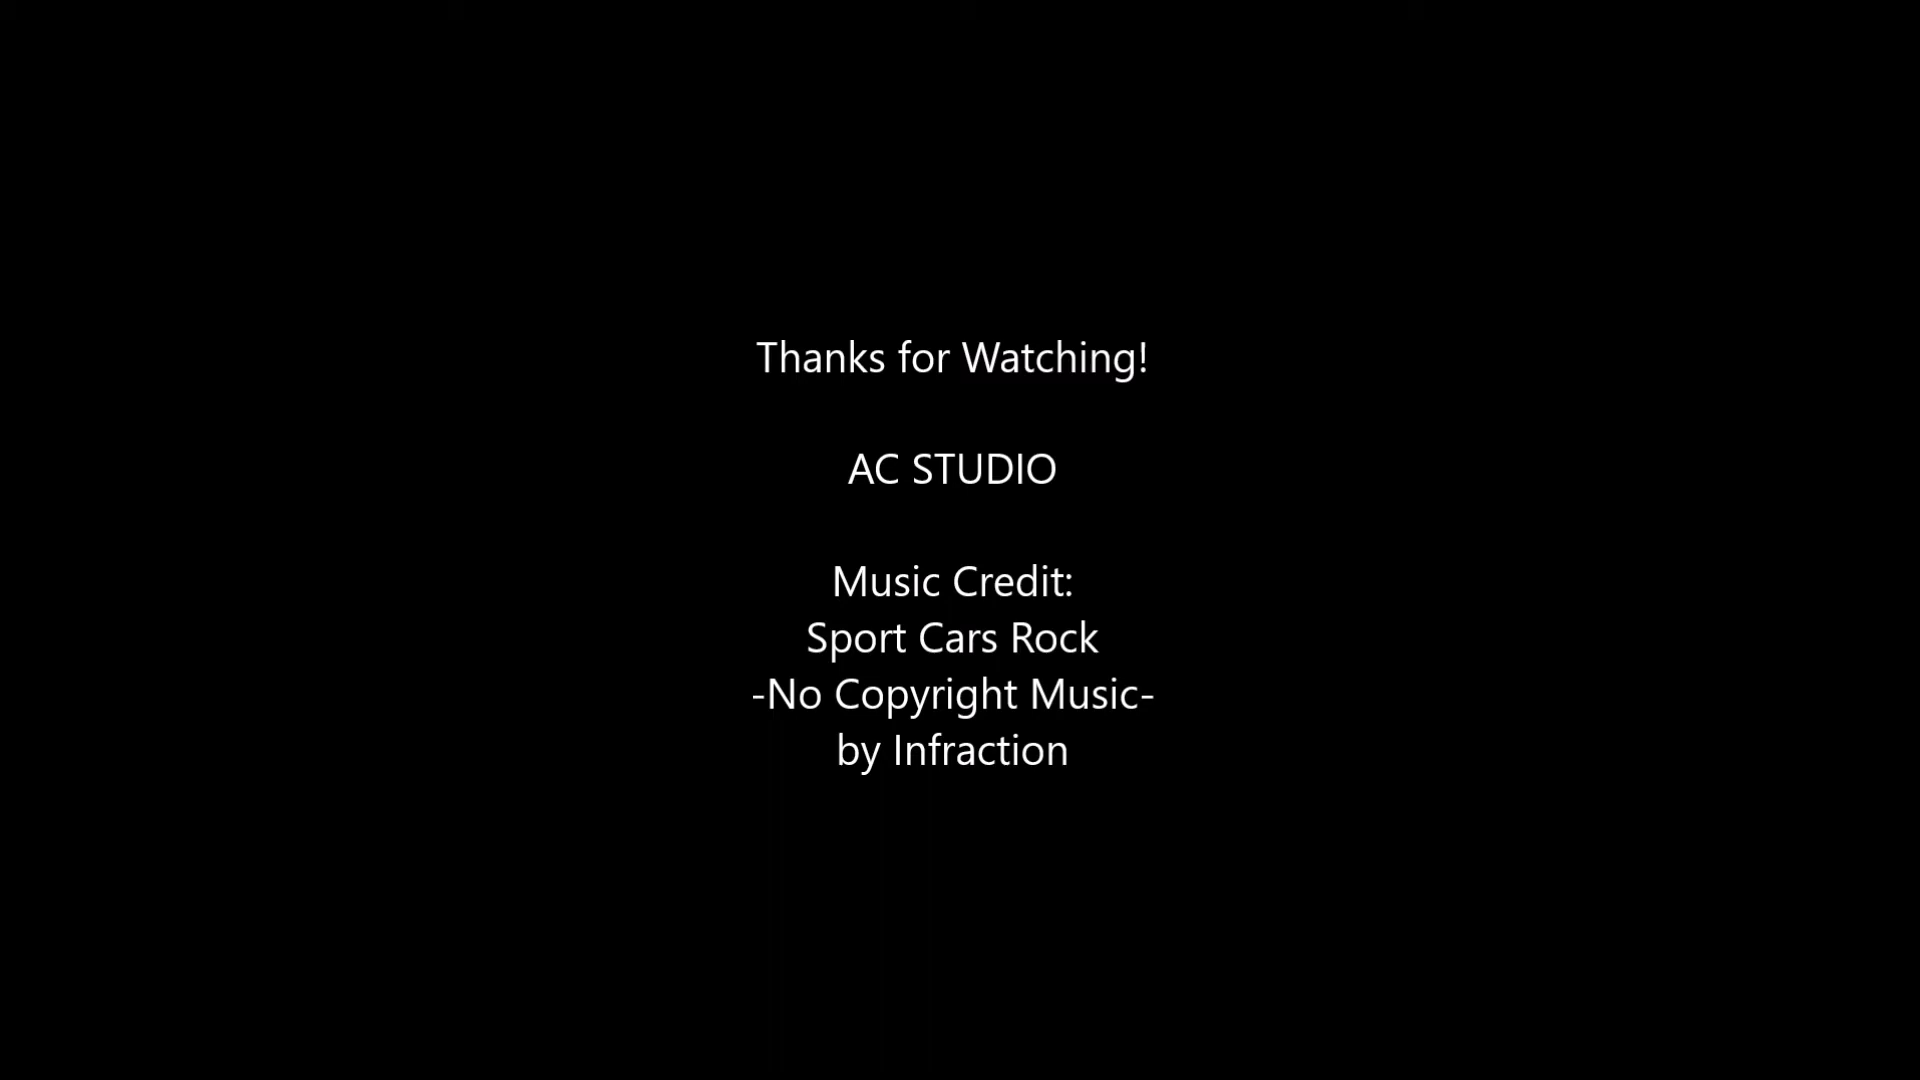 Thanks for Watching!
AC STUDIO
Music Credit:
Sport Cars Rock
-No Copyright Music-
by Infraction